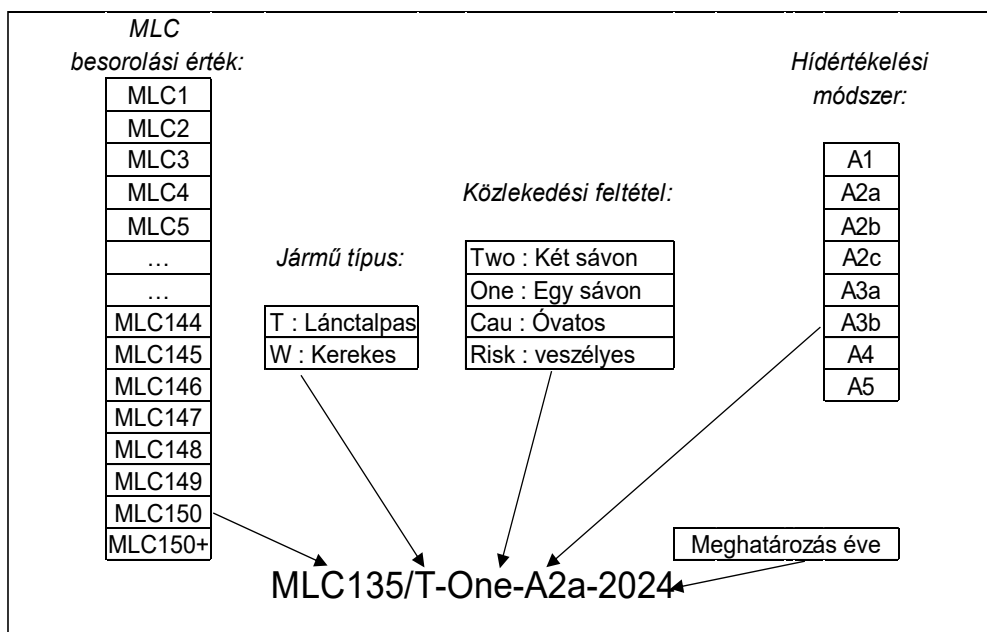 MLC
besorolási érték:
MLC1
MLC2
MLC3
MLC4
MLC5
…
…
MLC144
MLC145
MLC146
MLC147
MLC148
MLC149
MLC150
MLC150+
Jármű típus:
T : Lánctalpas
W : Kerekes
Közlekedési feltétel:
Two : Két sávon
One : Egy sávon
Cau : Óvatos
Risk : veszélyes
Hídértékelési
módszer:
A1
A2a
A2b
A2c
A3a
A3b
A4
A5
Meghatározás éve
MLC135/T-One-A2a-2024